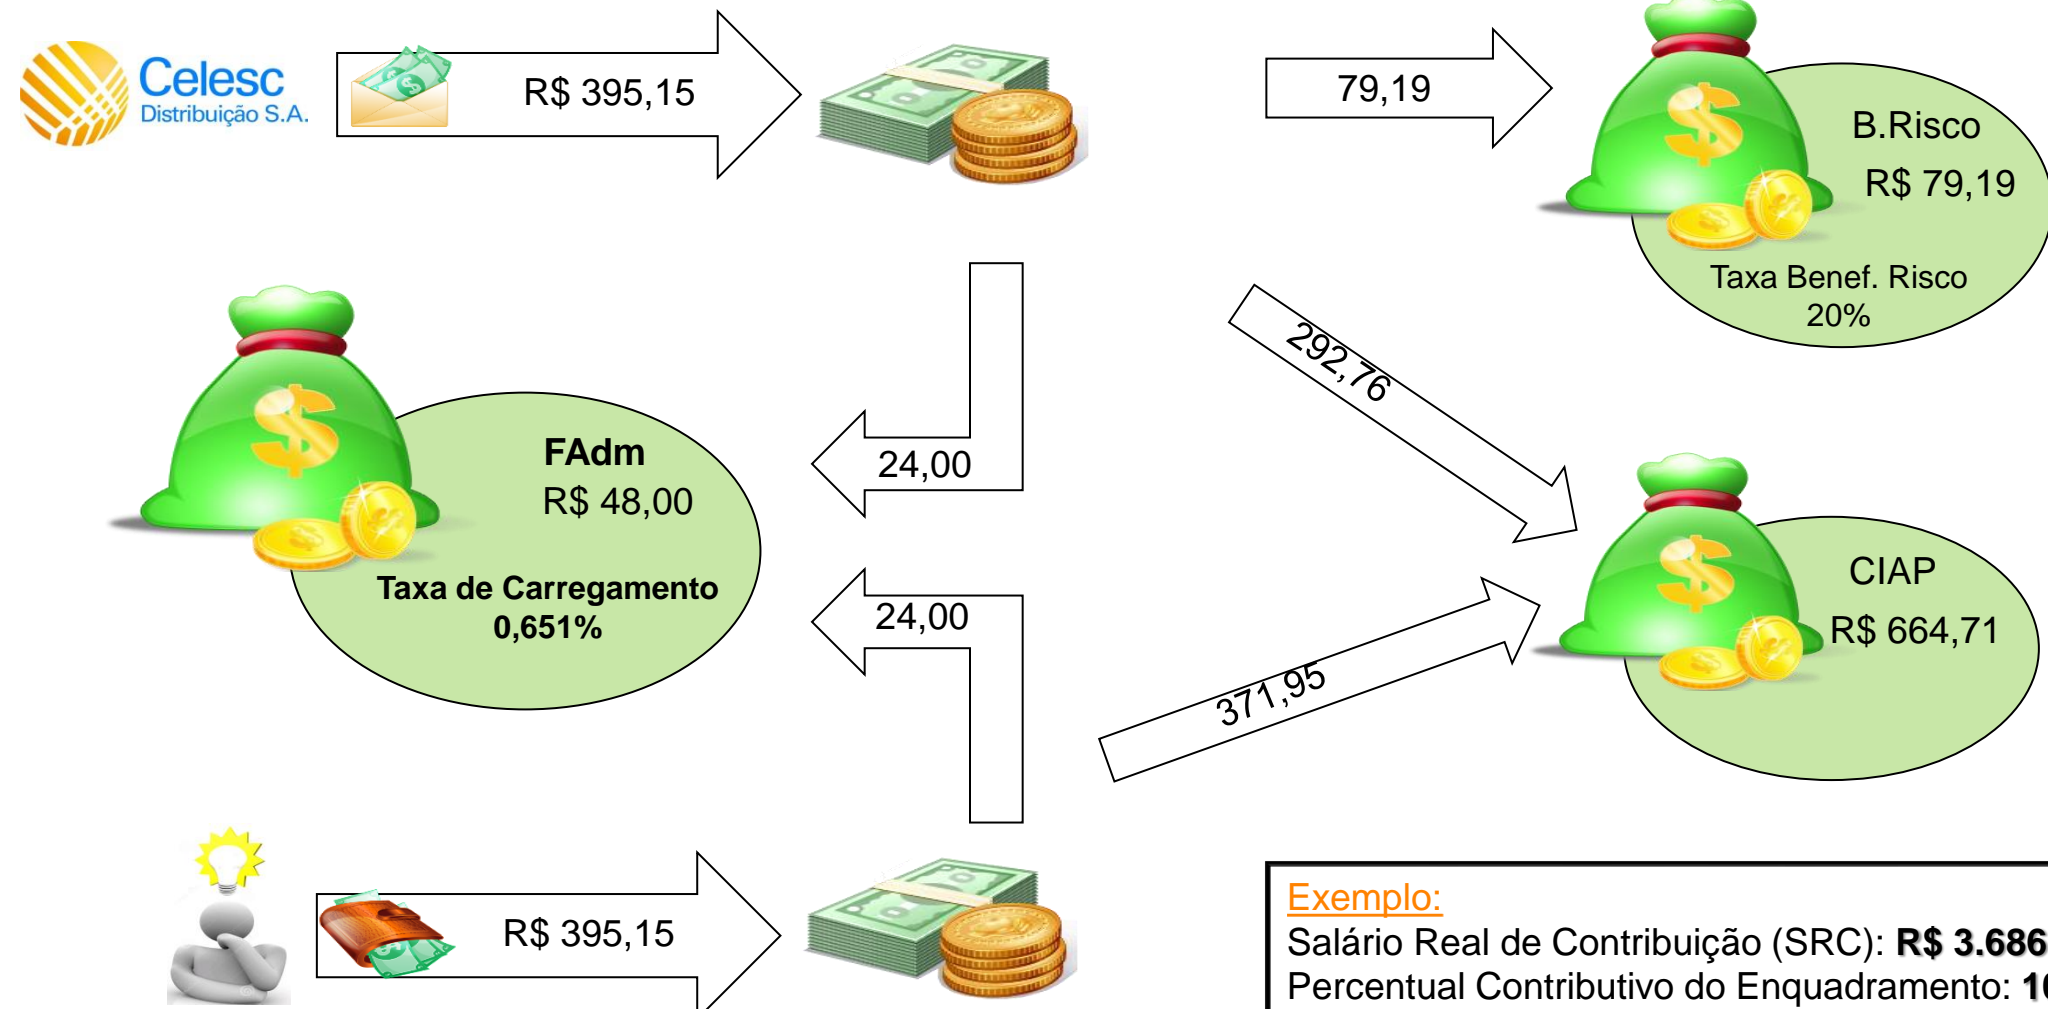 Celesc
Distribuição S.A.
R$ 395,15
79,19
B.Risco
R$ 79,19
Taxa Benef. Risco
20%
292,76
FAdm
R$ 48,00
Taxa de Carregamento
0,651%
24,00
24,00
CIAP
R$ 664,71
371,95
R$ 395,15
Exemplo:
Salário Real de Contribuição (SRC): R$ 3.686
Percentual Contributivo do Enquadramento: